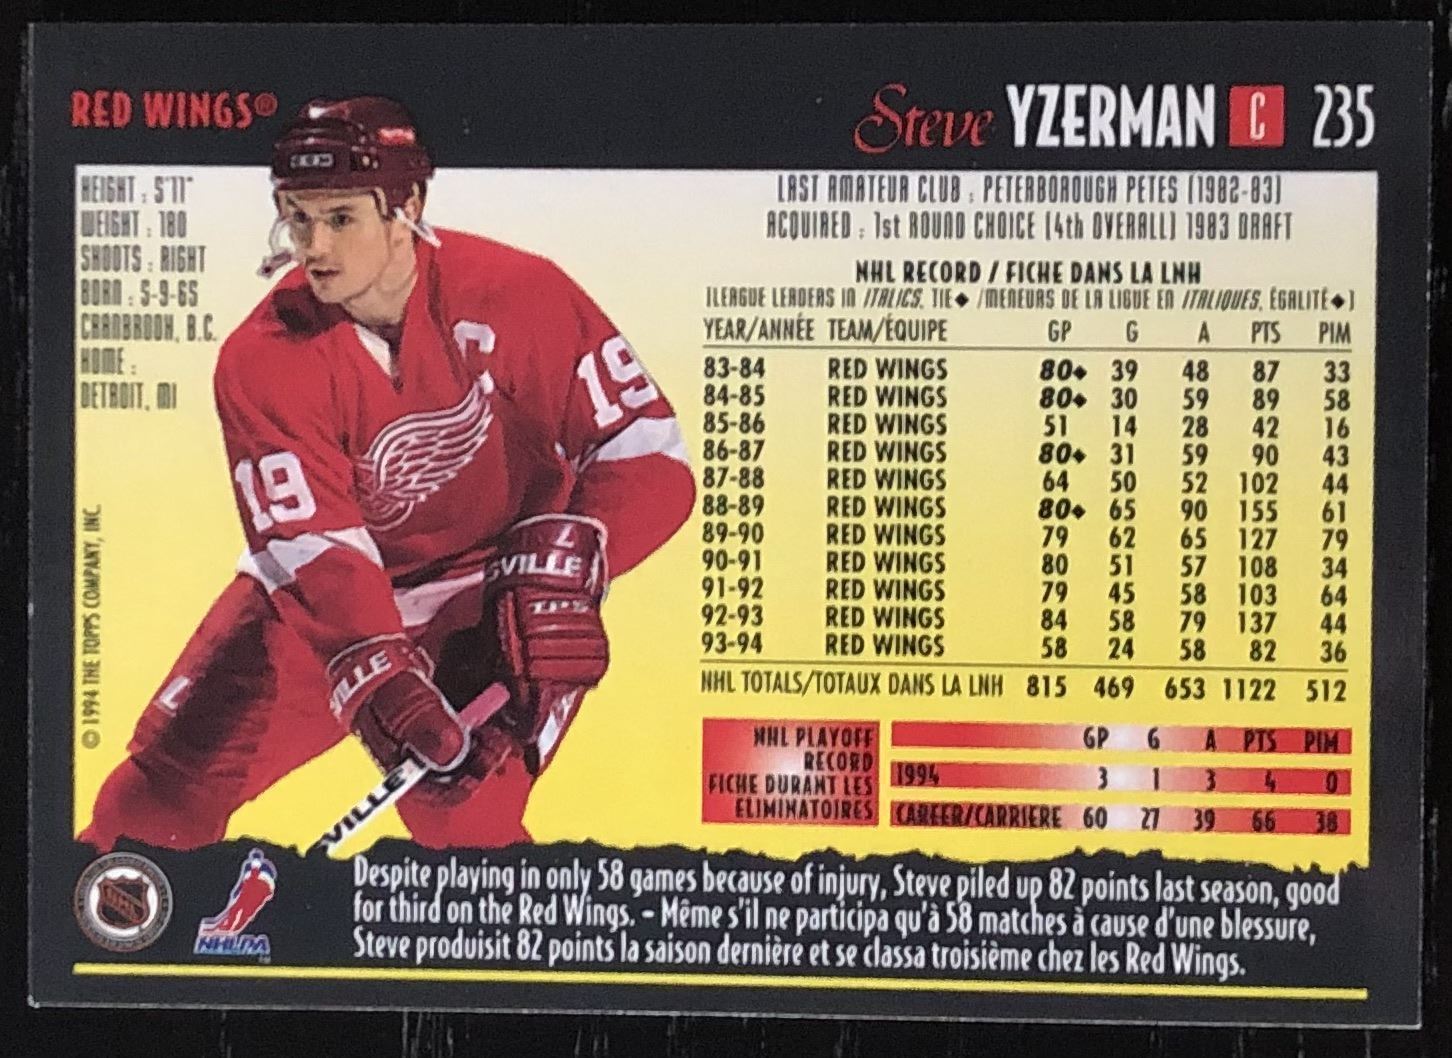 RED WINGS®
Steve YZERMAN C 235
HEIGHT : 5'11"
WEIGHT : 180
SHOOTS : RIGHT
BORN : 5-9-65
CRANBROOK, B.C.
HOME :
DETROIT, MI
LAST AMATEUR CLUB : PETERBOROUGH PETES (1982-83)
ACQUIRED : 1st ROUND CHOICE (4th OVERALL) 1983 DRAFT
NHL RECORD / FICHE DANS LA LNH
(LEAGUE LEADERS IN ITALICS, TIE◆ /MENEURS DE LA LIGUE EN ITALIQUES, ÉGALITÉ◆)
YEAR/ANNÉE TEAM/ÉQUIPE GP G A PTS PIM
83-84 RED WINGS 80◆ 39 48 87 33
84-85 RED WINGS 80◆ 30 59 89 58
85-86 RED WINGS 51 14 28 42 16
86-87 RED WINGS 80◆ 31 59 90 43
87-88 RED WINGS 64 50 52 102 44
88-89 RED WINGS 80◆ 65 90 155 61
89-90 RED WINGS 79 62 65 127 79
90-91 RED WINGS 80 51 57 108 34
91-92 RED WINGS 79 45 58 103 64
92-93 RED WINGS 84 58 79 137 44
93-94 RED WINGS 58 24 58 82 36
NHL TOTALS/TOTAUX DANS LA LNH 815 469 653 1122 512
NHL PLAYOFF
RECORD
FICHE DURANT LES
ELIMINATOIRES
GP G A PTS PIM
1994 3 1 3 4 0
CAREER/CARRIERE 60 27 39 66 38
C
19
19
SVILLE
TPS
VILLE
VILLE
© 1994 THE TOPPS COMPANY, INC.
NHL
NHLPA
Despite playing in only 58 games because of injury, Steve piled up 82 points last season, good
for third on the Red Wings. - Même s'il ne participa qu'à 58 matches à cause d'une blessure,
Steve produisit 82 points la saison dernière et se classa troisième chez les Red Wings.